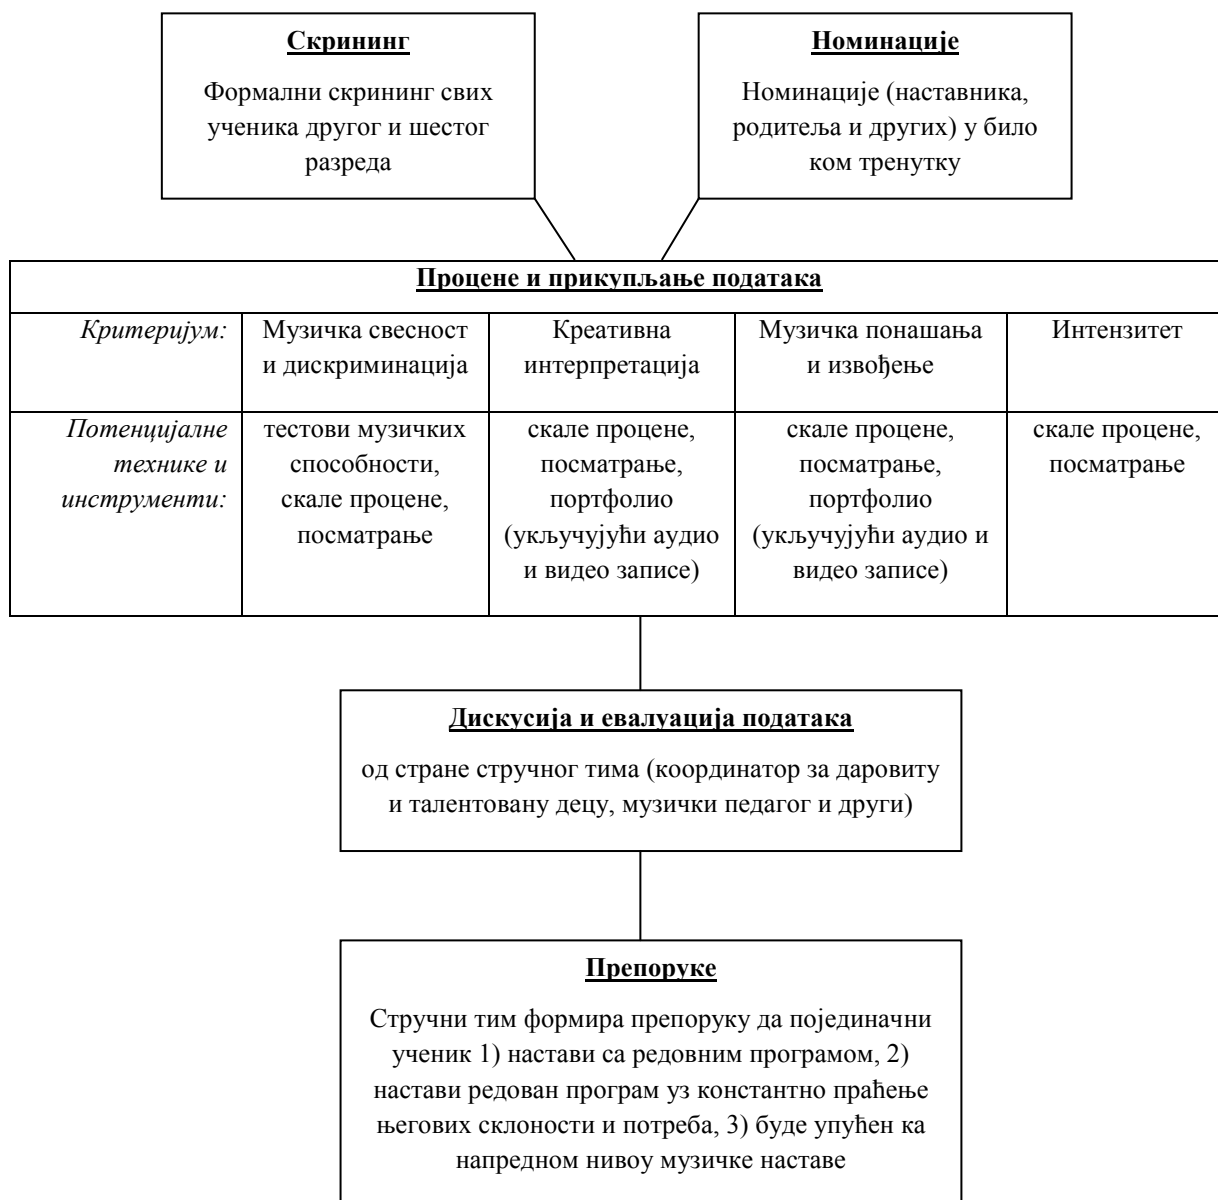 Скрининг
Формални скрининг свих
ученика другог и шестог
разреда
Номинације
Номинације (наставника,
родитеља и других) у било
ком тренутку
Процене и прикупљање података
Критеријум:
Музичка свесност
и дискриминација
Креативна
интерпретација
Музичка понашања
и извођење
Интензитет
Потенцијалне
технике и
инструменти:
тестови музичких
способности,
скале процене,
посматрање
скале процене,
посматрање,
портфолио
(укључујући аудио
и видео записе)
скале процене,
посматрање,
портфолио
(укључујући аудио и
видео записе)
скале процене,
посматрање
Дискусија и евалуација података
од стране стручног тима (координатор за даровиту
и талентовану децу, музички педагог и други)
Препоруке
Стручни тим формира препоруку да појединачни
ученик 1) настави са редовним програмом, 2)
настави редован програм уз константно праћење
његових склоности и потреба, 3) буде упућен ка
напредном нивоу музичке наставе